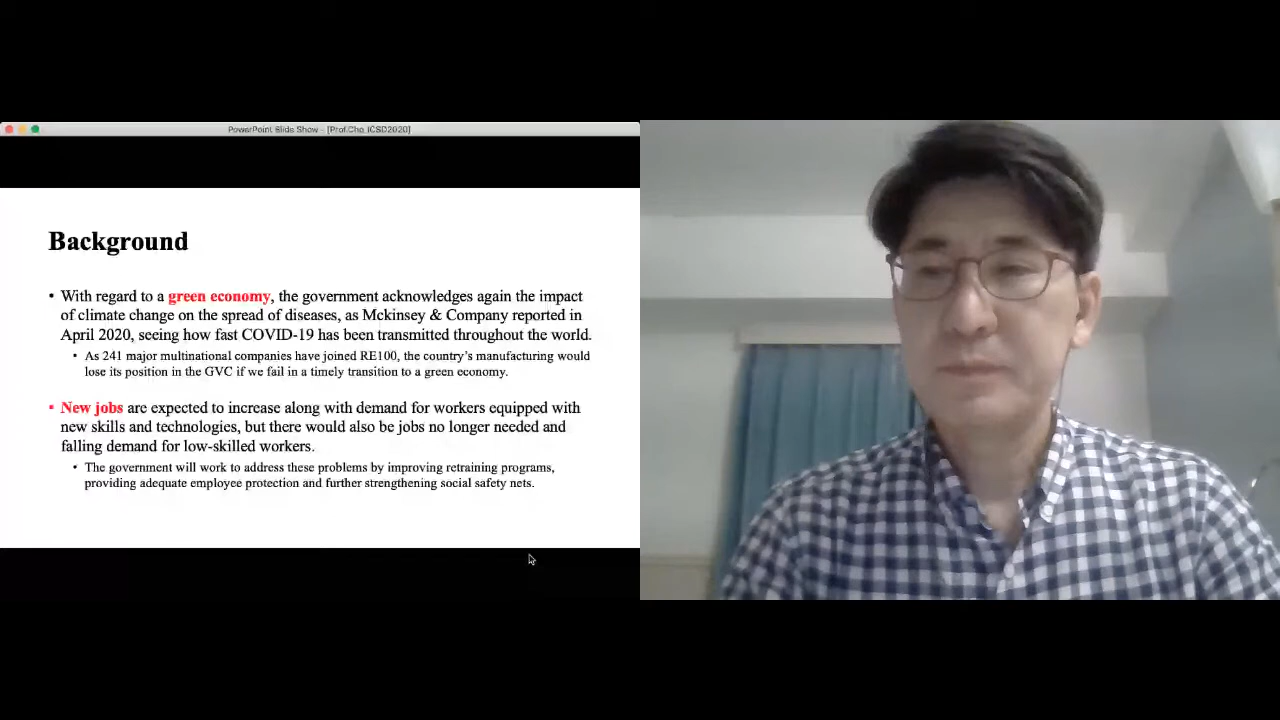 PowerPoint Slide Show - [Prof.Cho_ICSD2020]
Background
• With regard to a green economy, the government acknowledges again the impact
of climate change on the spread of diseases, as Mckinsey & Company reported in
April 2020, seeing how fast COVID-19 has been transmitted throughout the world.
• As 241 major multinational companies have joined RE100, the country's manufacturing would
lose its position in the GVC if we fail in a timely transition to a green economy.
▪ New jobs are expected to increase along with demand for workers equipped with
new skills and technologies, but there would also be jobs no longer needed and
falling demand for low-skilled workers.
• The government will work to address these problems by improving retraining programs,
providing adequate employee protection and further strengthening social safety nets.